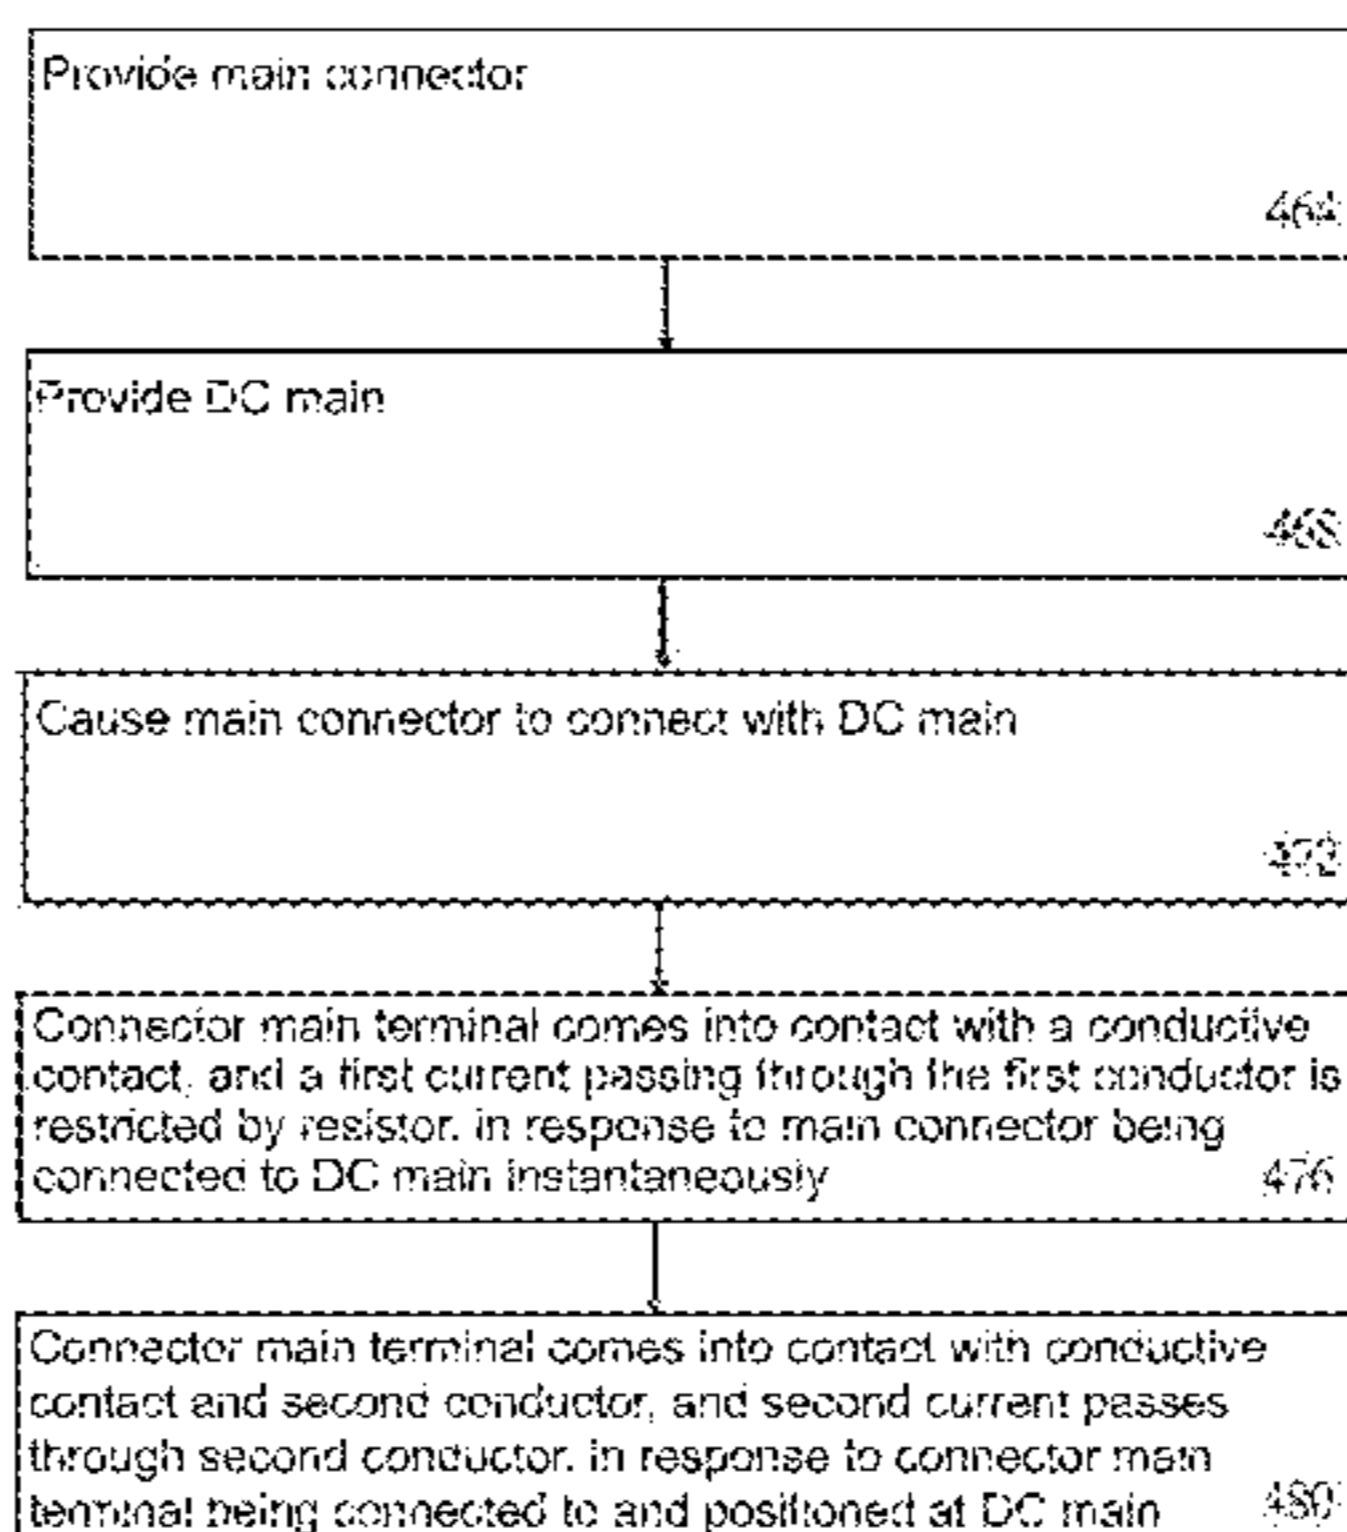 Provide main connector
464
Provide DC main
468
Cause main connector to connect with DC main
472
Connector main terminal comes into contact with a conductive
contact, and a first current passing through the first conductor is
restricted by resistor, in response to main connector being
connected to DC main instantaneously
476
Connector main terminal comes into contact with conductive
contact and second conductor, and second current passes
through second conductor, in response to connector main
terminal being connected to and positioned at DC main
480